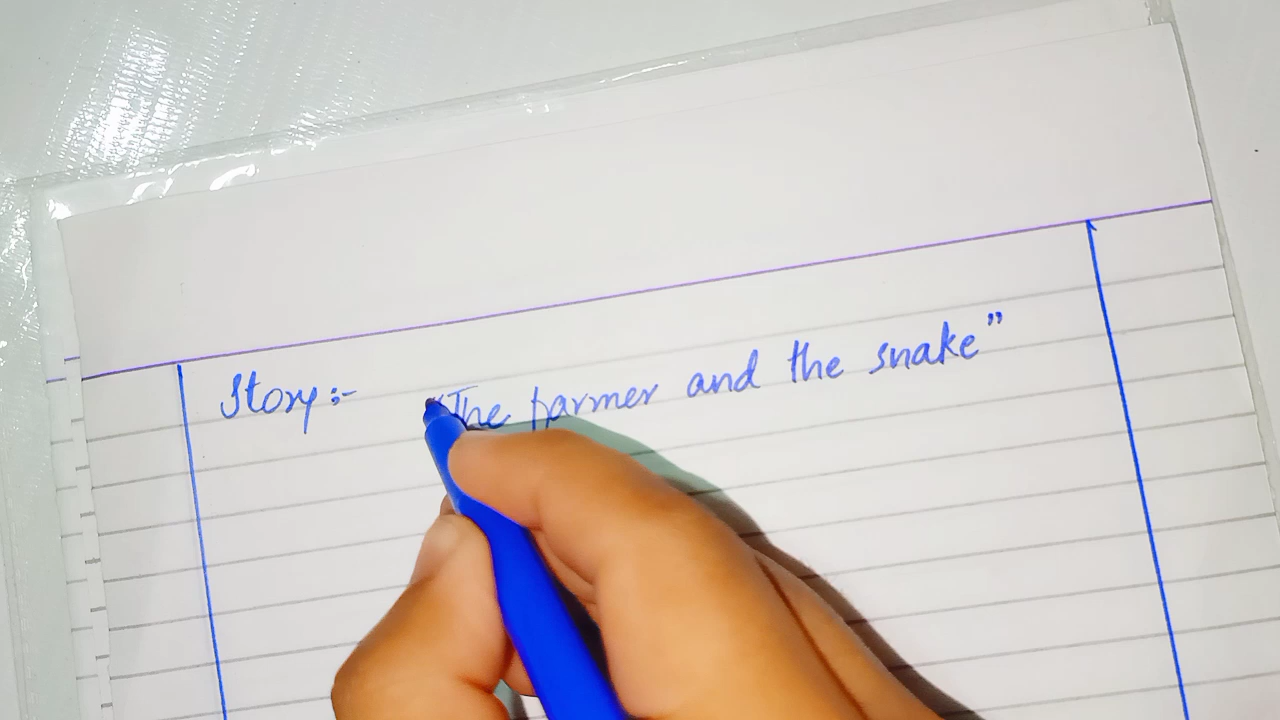 Story :- "The farmer and the snake"